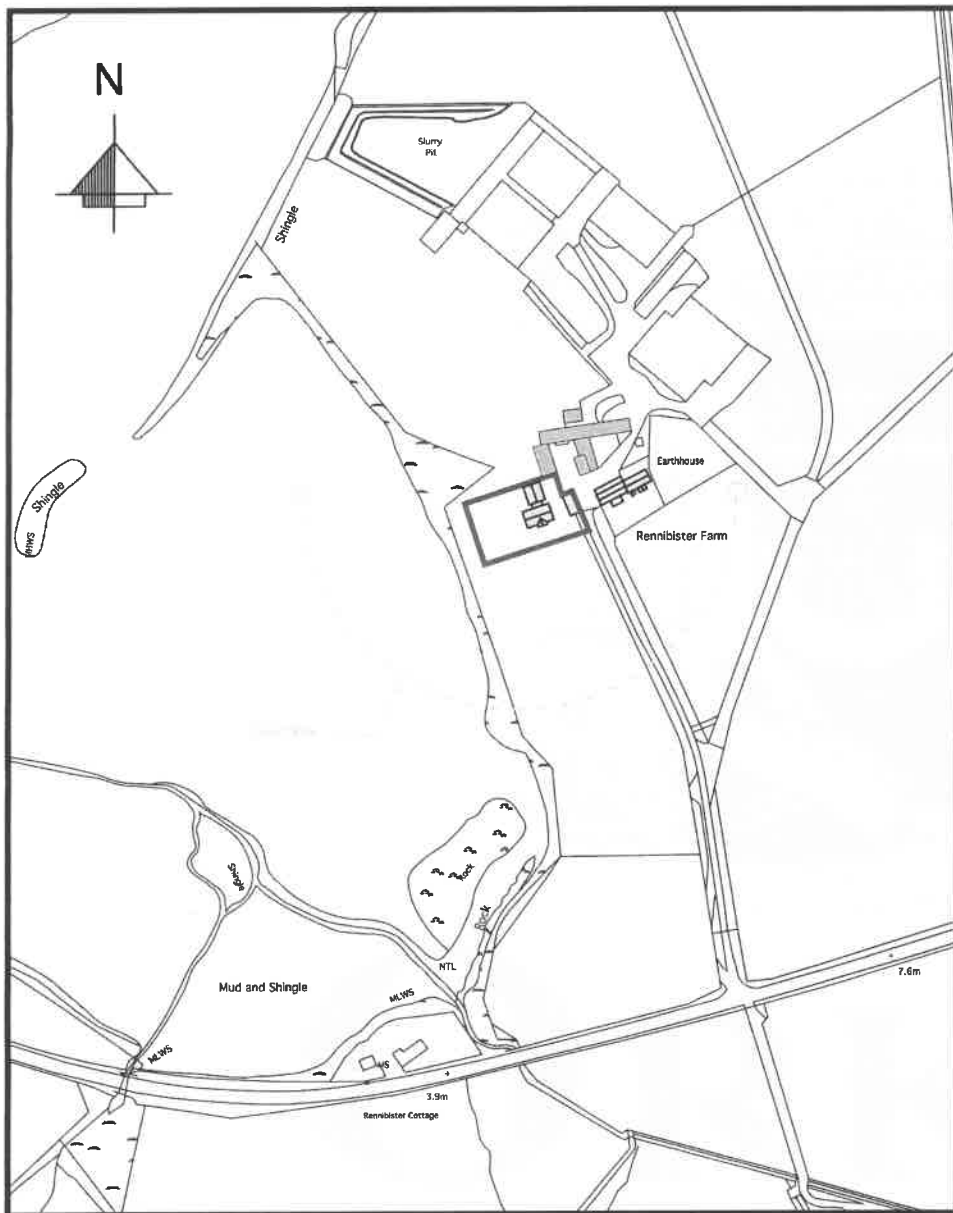 N
Slurry
Pit
Shingle
Shingle
MHWS
Earthhouse
Rennibister Farm
Shingle
Rock
Rock
NTL
Mud and Shingle
MLWS
MLWS
7.6m
3.9m
Rennibister Cottage